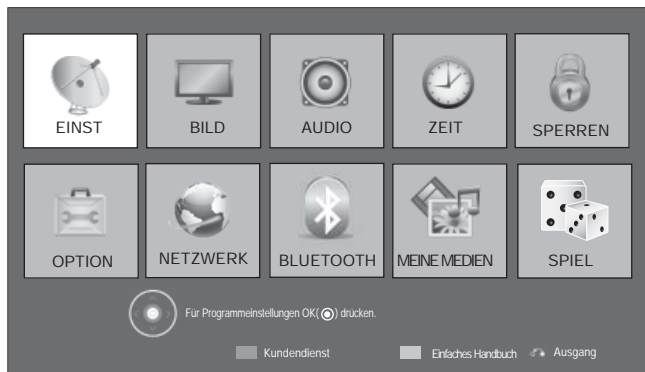 EINST BILD AUDIO ZEIT SPERREN
OPTION NETZWERK BLUETOOTH MEINE MEDIEN SPIEL
Für Programmeinstellungen OK(◉) drücken.
Kundendienst Einfaches Handbuch Ausgang